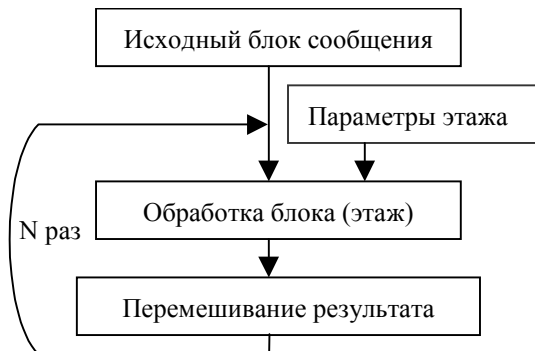 Исходный блок сообщения
Параметры этажа
Обработка блока (этаж)
N раз
Перемешивание результата